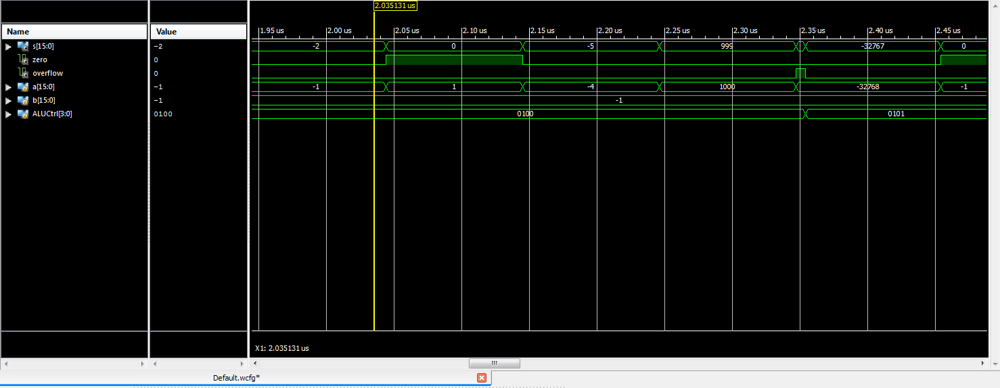 2.035131 us
Name Value 1.95 us 2.00 us 2.05 us 2.10 us 2.15 us 2.20 us 2.25 us 2.30 us 2.35 us 2.40 us 2.45 us
s[15:0] -2 -2 0 -5 999 -32767 0
zero 0
overflow 0
a[15:0] -1 -1 1 -4 1000 -32768 -1
b[15:0] -1 -1
ALUCtrl[3:0] 0100 0100 0101
X1: 2.035131 us
Default.wcfg*